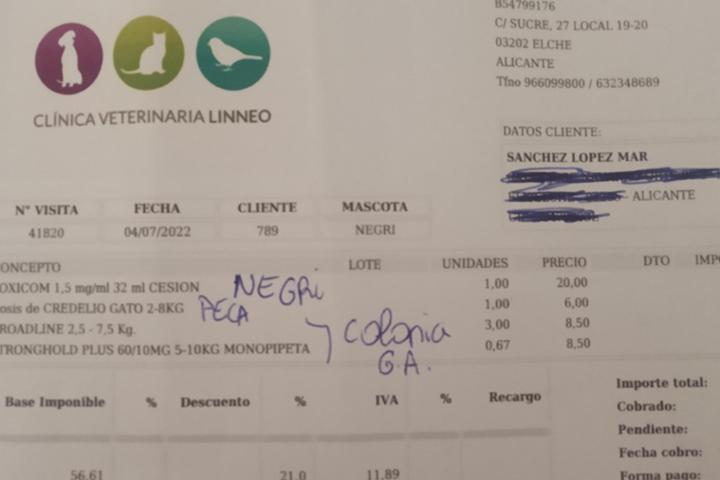 B54799176
C/ SUCRE, 27 LOCAL 19-20
03202 ELCHE
ALICANTE
Tfno 966099800 / 632348689
CLÍNICA VETERINARIA LINNEO
DATOS CLIENTE:
SANCHEZ LOPEZ MAR
ALICANTE
Nº VISITA FECHA CLIENTE MASCOTA
41820 04/07/2022 789 NEGRI
ONCEPTO LOTE UNIDADES PRECIO DTO IMPO
OXICOM 1,5 mg/ml 32 ml CESION NEGRi 1,00 20,00
osis de CREDELIO GATO 2-8KG PECA 1,00 6,00
ROADLINE 2,5 - 7,5 Kg. 3,00 8,50
TRONGHOLD PLUS 60/10MG 5-10KG MONOPIPETA 0,67 8,50
Colonia
G.A.
Base Imponible % Descuento % IVA % Recargo
56,61 21,0 11,89
Importe total:
Cobrado:
Pendiente:
Fecha cobro:
Forma pago: